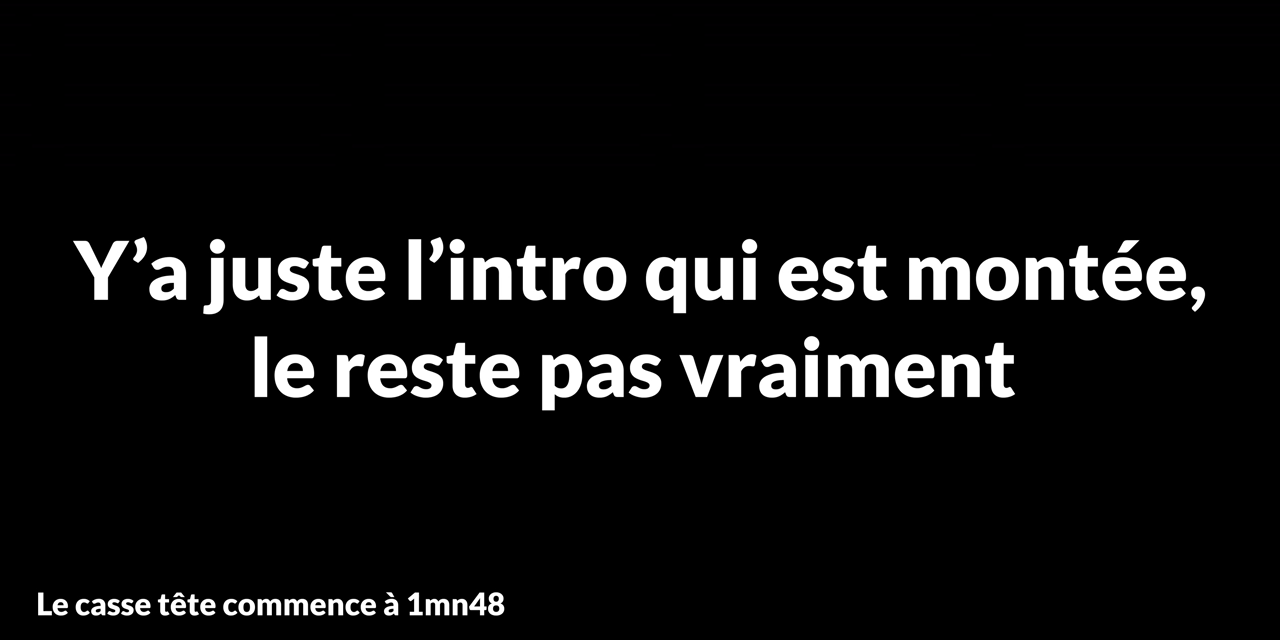 Y’a juste l’intro qui est montée,
le reste pas vraiment
Le casse tête commence à 1mn48